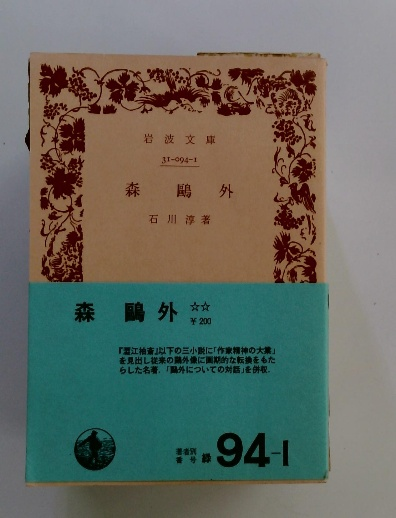 岩波文庫
31-094-1
森鷗外
石川淳著
森鷗外 ☆☆
￥200
『澀江抽斎』以下の三小説に「作家精神の大業」
を見出し従来の鷗外像に画期的な転換をもた
らした名著.「鷗外についての対話」を併収.
著者別
番号 緑 94-1